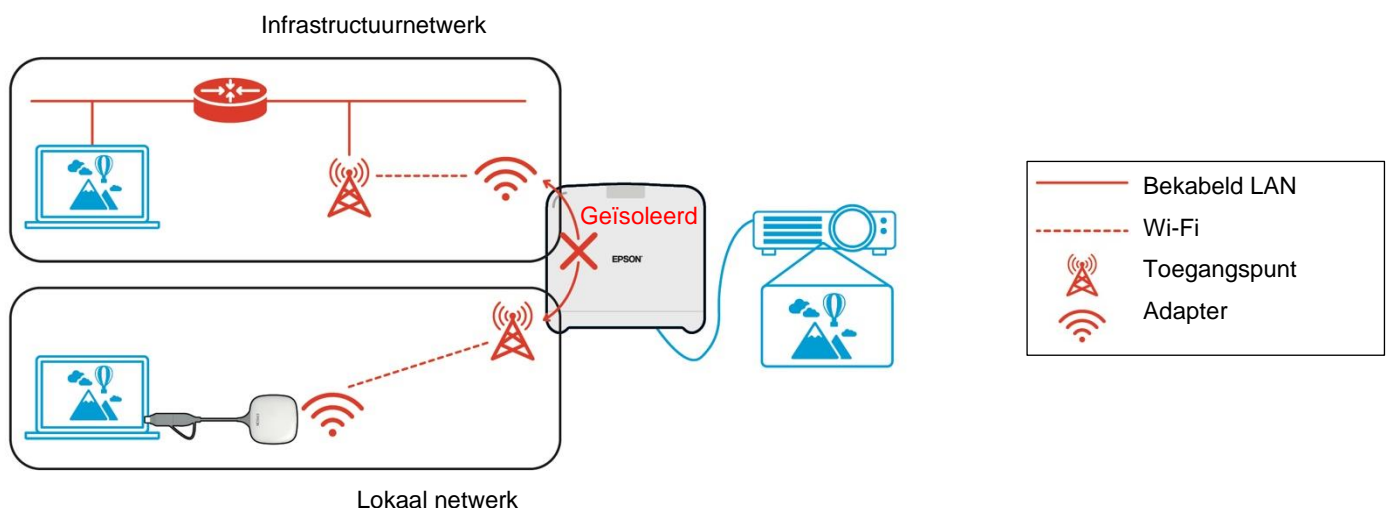 Infrastructuurnetwerk
Geïsoleerd
EPSON
Bekabeld LAN
Wi-Fi
Toegangspunt
Adapter
Lokaal netwerk